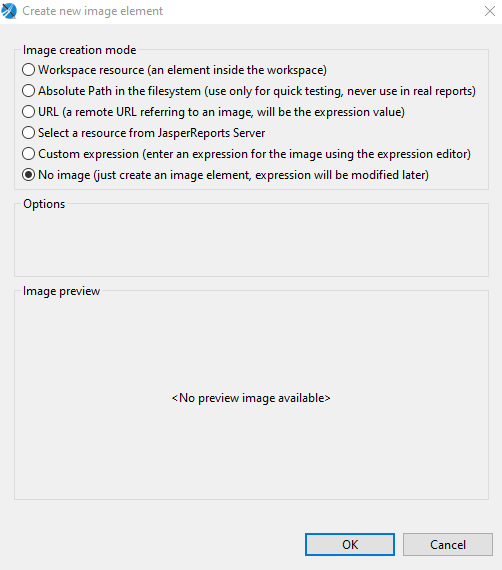 Create new image element
Image creation mode
Workspace resource (an element inside the workspace)
Absolute Path in the filesystem (use only for quick testing, never use in real reports)
URL (a remote URL referring to an image, will be the expression value)
Select a resource from JasperReports Server
Custom expression (enter an expression for the image using the expression editor)
No image (just create an image element, expression will be modified later)
Options
Image preview
<No preview image available>
OK
Cancel